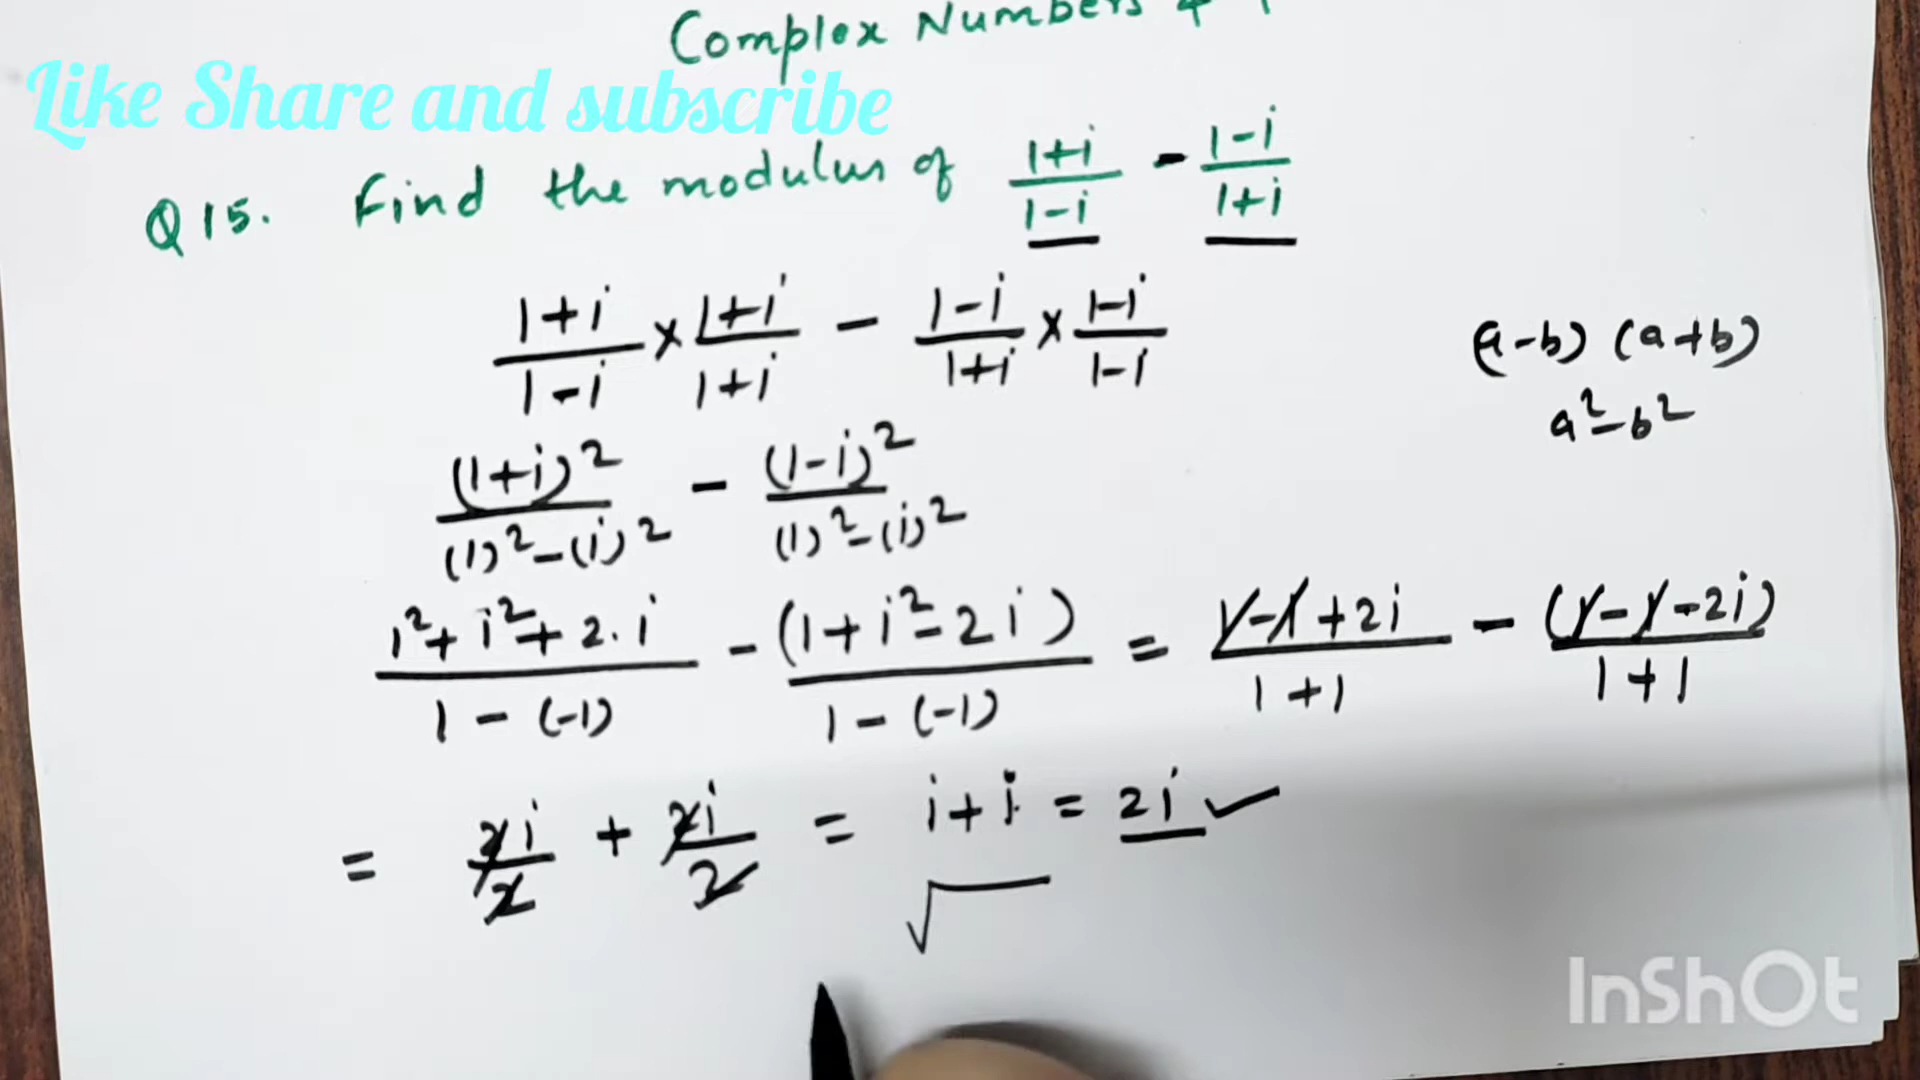 Complex Numbers &
Like Share and subscribe
Q15. Find the modulus of (1+i)/(1-i) - (1-i)/(1+i)
(1+i)/(1-i) × (1+i)/(1+i) - (1-i)/(1+i) × (1-i)/(1-i)
(a-b) (a+b)
a² - b²
(1+i)²/((1)²-(i)²) - (1-i)²/((1)²-(i)²)
(1²+i²+2.i)/(1-(-1)) - (1+i²-2i)/(1-(-1)) = (1-1+2i)/(1+1) - (1-1-2i)/(1+1)
= 2i/2 + 2i/2 = i+i = 2i ✓
√
InShOt